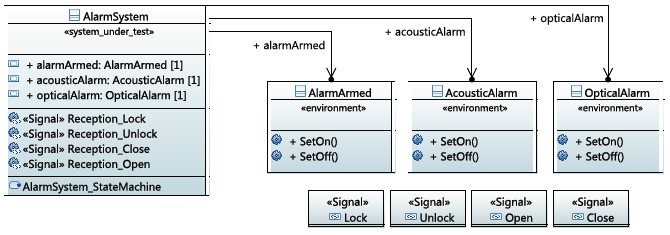 AlarmSystem
«system_under_test»
+ alarmArmed: AlarmArmed [1]
+ acousticAlarm: AcousticAlarm [1]
+ opticalAlarm: OpticalAlarm [1]
«Signal» Reception_Lock
«Signal» Reception_Unlock
«Signal» Reception_Close
«Signal» Reception_Open
AlarmSystem_StateMachine
+ alarmArmed
+ acousticAlarm
+ opticalAlarm
AlarmArmed
«environment»
+ SetOn()
+ SetOff()
AcousticAlarm
«environment»
+ SetOn()
+ SetOff()
OpticalAlarm
«environment»
+ SetOn()
+ SetOff()
«Signal»
Lock
«Signal»
Unlock
«Signal»
Open
«Signal»
Close